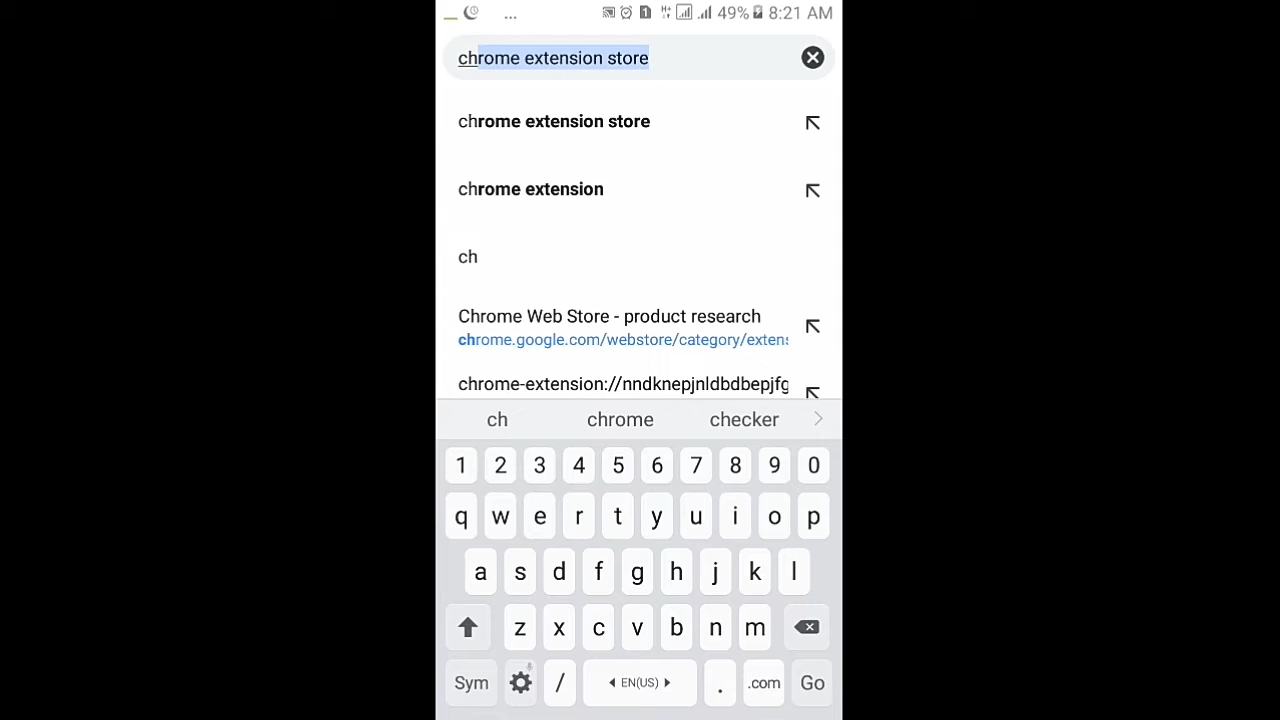 ... 1 49% 8:21 AM
chrome extension store
chrome extension store
chrome extension
ch
Chrome Web Store - product research
chrome.google.com/webstore/category/extens
chrome-extension://nndknepjnldbdbepjfg
ch chrome checker
1 2 3 4 5 6 7 8 9 0
q w e r t y u i o p
a s d f g h j k l
z x c v b n m
Sym / EN(US) . .com Go